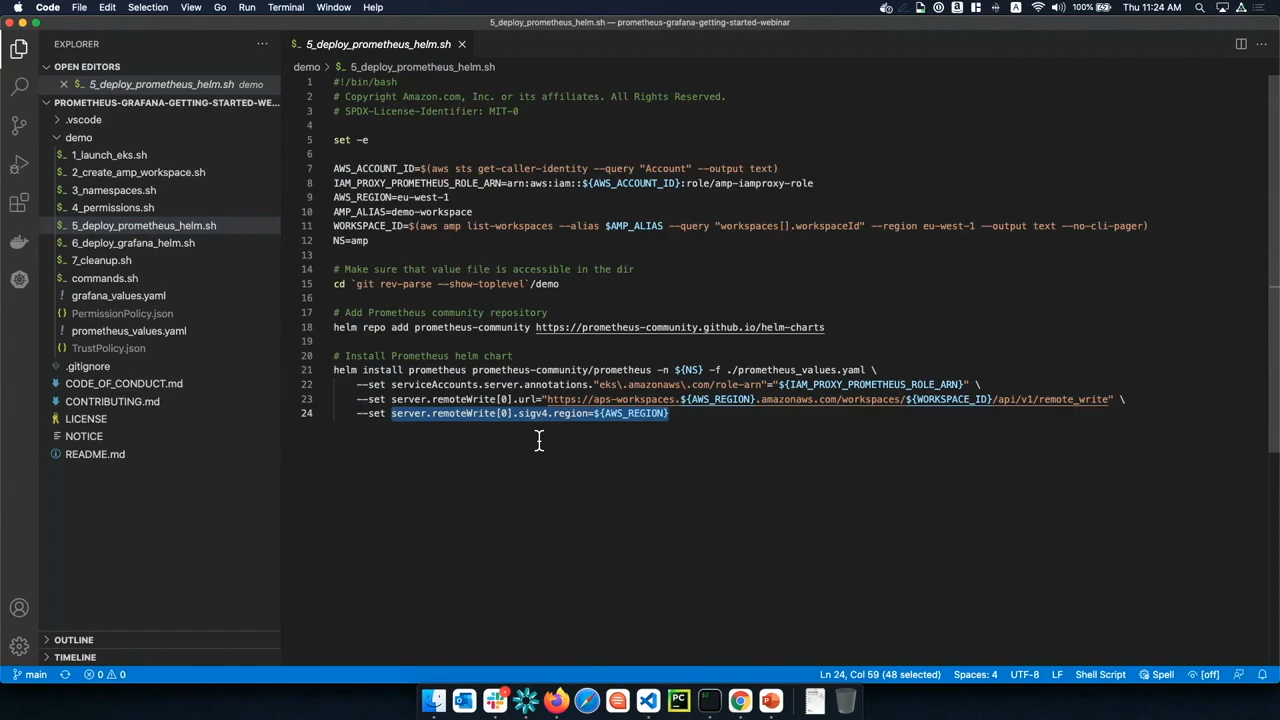 Code File Edit Selection View Go Run Terminal Window Help 100% Thu 11:24 AM
5_deploy_prometheus_helm.sh — prometheus-grafana-getting-started-webinar
EXPLORER ···
$_ 5_deploy_prometheus_helm.sh ×
OPEN EDITORS
× $_ 5_deploy_prometheus_helm.sh demo
PROMETHEUS-GRAFANA-GETTING-STARTED-WE...
.vscode
demo
$_ 1_launch_eks.sh
$_ 2_create_amp_workspace.sh
$_ 3_namespaces.sh
$_ 4_permissions.sh
$_ 5_deploy_prometheus_helm.sh
$_ 6_deploy_grafana_helm.sh
$_ 7_cleanup.sh
$_ commands.sh
! grafana_values.yaml
PermissionPolicy.json
! prometheus_values.yaml
TrustPolicy.json
.gitignore
CODE_OF_CONDUCT.md
CONTRIBUTING.md
LICENSE
NOTICE
README.md
OUTLINE
TIMELINE
demo > $_ 5_deploy_prometheus_helm.sh
1 #!/bin/bash
2 # Copyright Amazon.com, Inc. or its affiliates. All Rights Reserved.
3 # SPDX-License-Identifier: MIT-0
4
5 set -e
6
7 AWS_ACCOUNT_ID=$(aws sts get-caller-identity --query "Account" --output text)
8 IAM_PROXY_PROMETHEUS_ROLE_ARN=arn:aws:iam::${AWS_ACCOUNT_ID}:role/amp-iamproxy-role
9 AWS_REGION=eu-west-1
10 AMP_ALIAS=demo-workspace
11 WORKSPACE_ID=$(aws amp list-workspaces --alias $AMP_ALIAS --query "workspaces[].workspaceId" --region eu-west-1 --output text --no-cli-pager)
12 NS=amp
13
14 # Make sure that value file is accessible in the dir
15 cd `git rev-parse --show-toplevel`/demo
16
17 # Add Prometheus community repository
18 helm repo add prometheus-community https://prometheus-community.github.io/helm-charts
19
20 # Install Prometheus helm chart
21 helm install prometheus prometheus-community/prometheus -n ${NS} -f ./prometheus_values.yaml \
22 --set serviceAccounts.server.annotations."eks\.amazonaws\.com/role-arn"="${IAM_PROXY_PROMETHEUS_ROLE_ARN}" \
23 --set server.remoteWrite[0].url="https://aps-workspaces.${AWS_REGION}.amazonaws.com/workspaces/${WORKSPACE_ID}/api/v1/remote_write" \
24 --set server.remoteWrite[0].sigv4.region=${AWS_REGION}
main 0 0 Ln 24, Col 59 (48 selected) Spaces: 4 UTF-8 LF Shell Script Spell [off]
PC